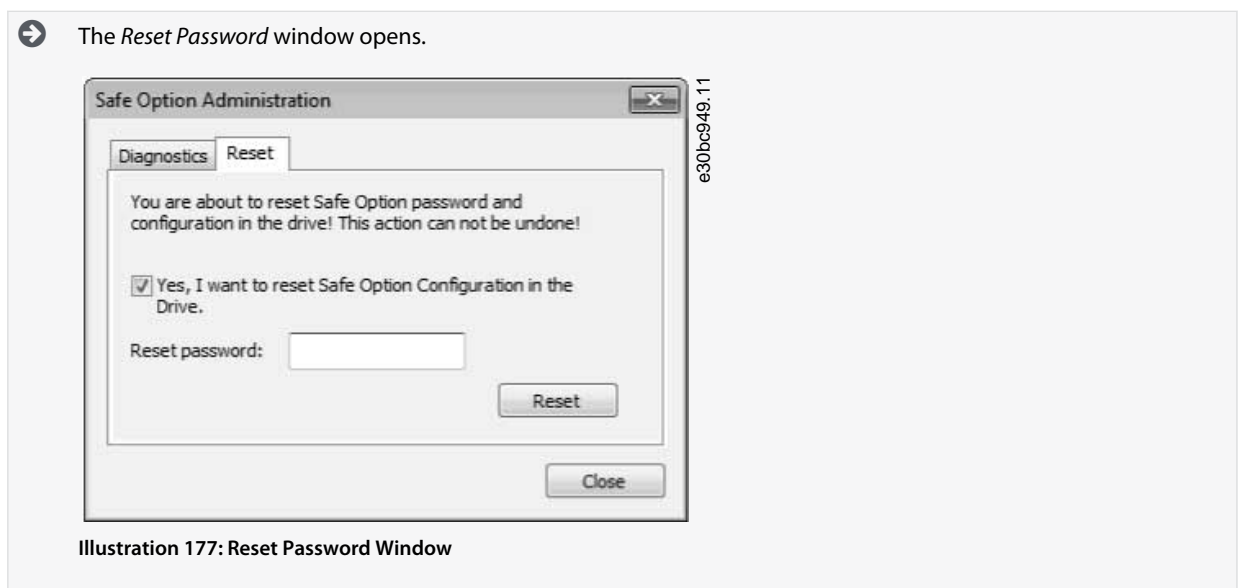 The Reset Password window opens.
Safe Option Administration
e30bc949.11
Diagnostics Reset
You are about to reset Safe Option password and
configuration in the drive! This action can not be undone!
Yes, I want to reset Safe Option Configuration in the
Drive.
Reset password:
Reset
Close
Illustration 177: Reset Password Window